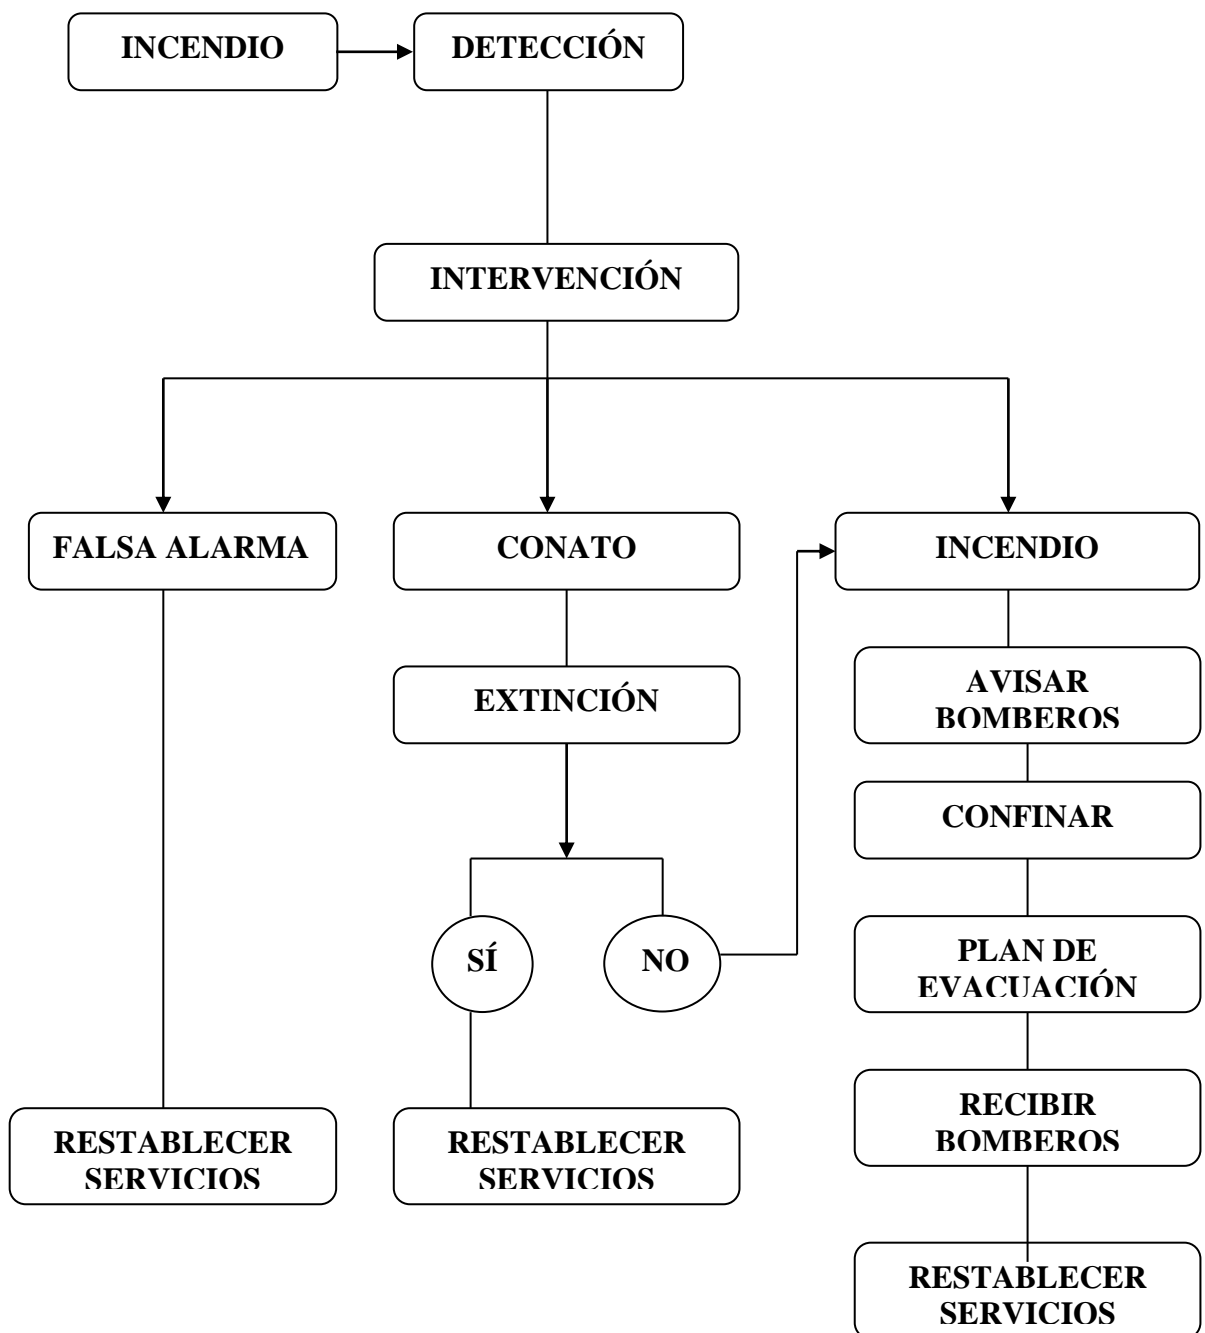 INCENDIO
DETECCIÓN
INTERVENCIÓN
FALSA ALARMA
CONATO
INCENDIO
EXTINCIÓN
AVISAR
BOMBEROS
CONFINAR
SÍ
NO
PLAN DE
EVACUACIÓN
RECIBIR
BOMBEROS
RESTABLECER
SERVICIOS
RESTABLECER
SERVICIOS
RESTABLECER
SERVICIOS